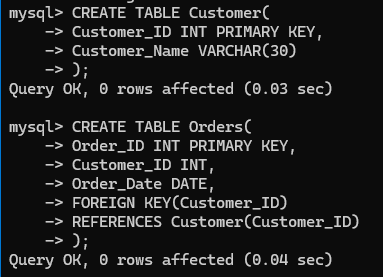 mysql> CREATE TABLE Customer(
    -> Customer_ID INT PRIMARY KEY,
    -> Customer_Name VARCHAR(30)
    -> );
Query OK, 0 rows affected (0.03 sec)

mysql> CREATE TABLE Orders(
    -> Order_ID INT PRIMARY KEY,
    -> Customer_ID INT,
    -> Order_Date DATE,
    -> FOREIGN KEY(Customer_ID)
    -> REFERENCES Customer(Customer_ID)
    -> );
Query OK, 0 rows affected (0.04 sec)